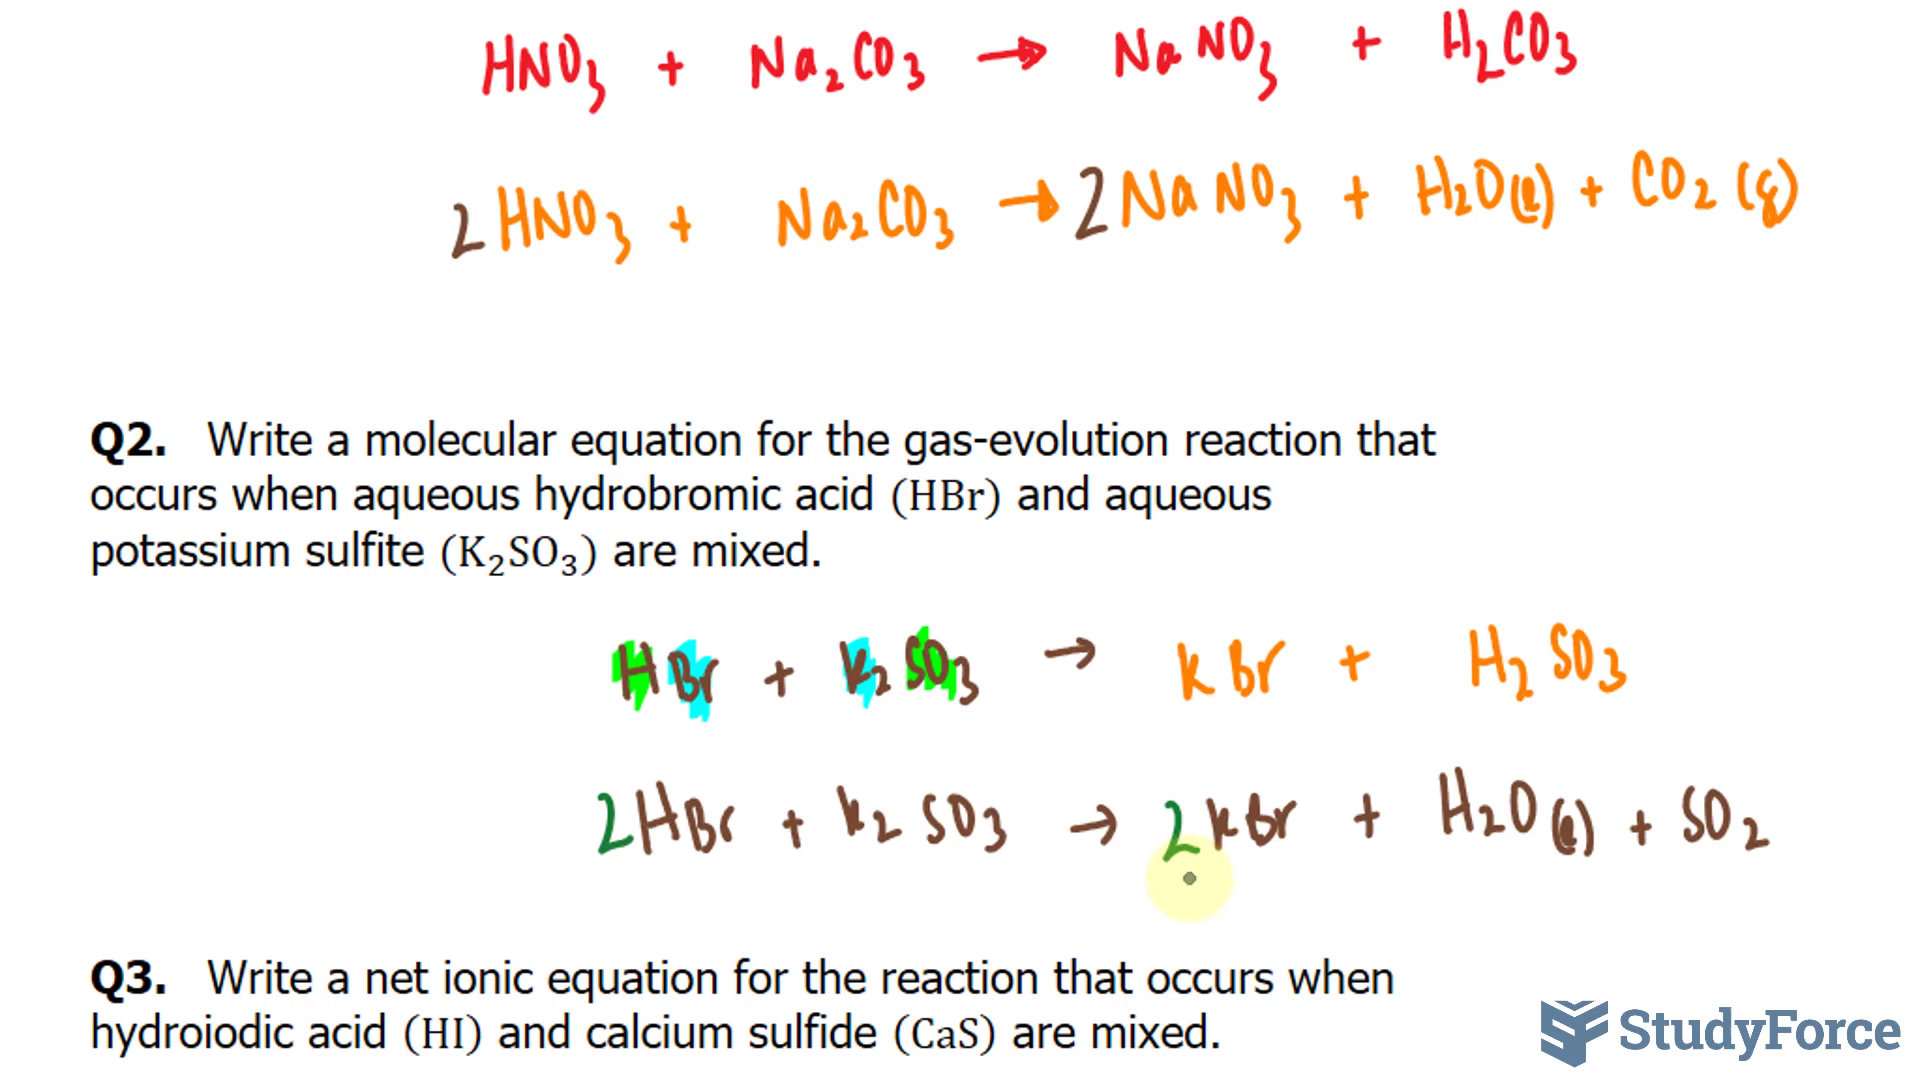 HNO₃ + Na₂CO₃ → NaNO₃ + H₂CO₃
2HNO₃ + Na₂CO₃ → 2NaNO₃ + H₂O(l) + CO₂(g)
Q2. Write a molecular equation for the gas-evolution reaction that
occurs when aqueous hydrobromic acid (HBr) and aqueous
potassium sulfite (K₂SO₃) are mixed.
HBr + K₂SO₃ → KBr + H₂SO₃
2HBr + K₂SO₃ → 2KBr + H₂O(l) + SO₂
Q3. Write a net ionic equation for the reaction that occurs when
hydroiodic acid (HI) and calcium sulfide (CaS) are mixed.
StudyForce